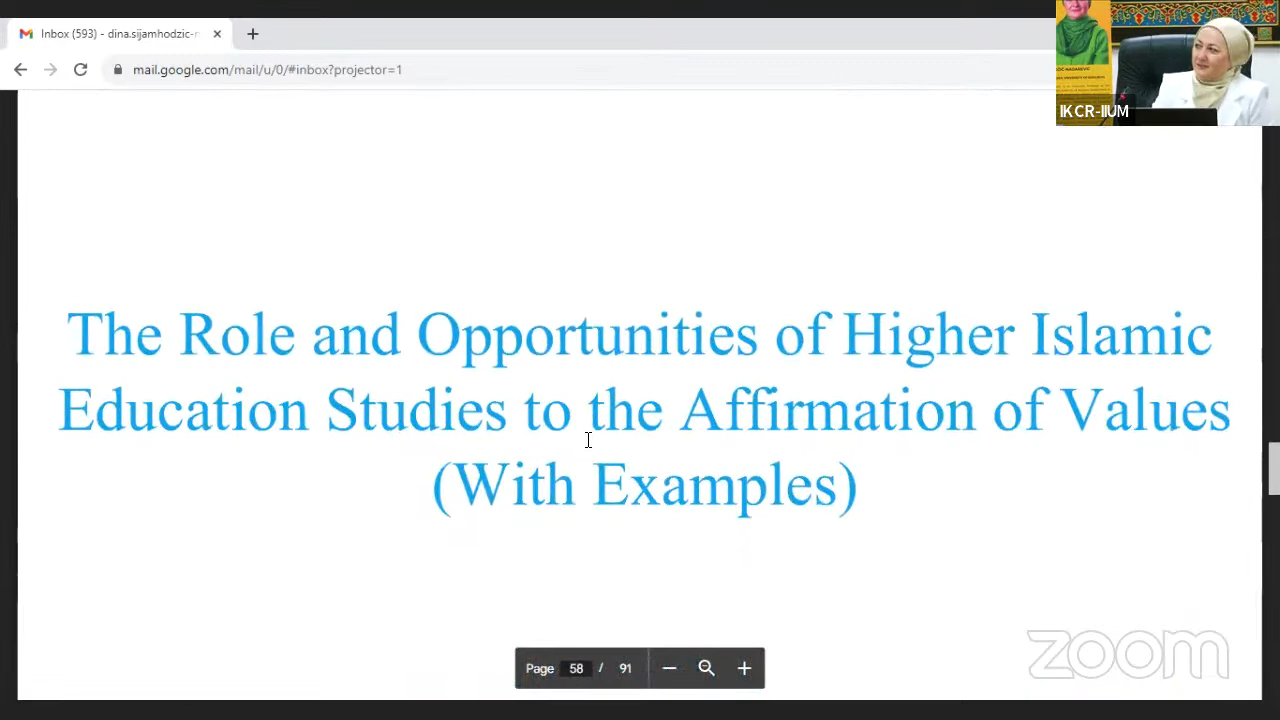 Inbox (593) - dina.sijamhodzic-
mail.google.com/mail/u/0/#inbox?projector=1
IKCR-IIUM
The Role and Opportunities of Higher Islamic
Education Studies to the Affirmation of Values
(With Examples)
Page 58 / 91
zoom